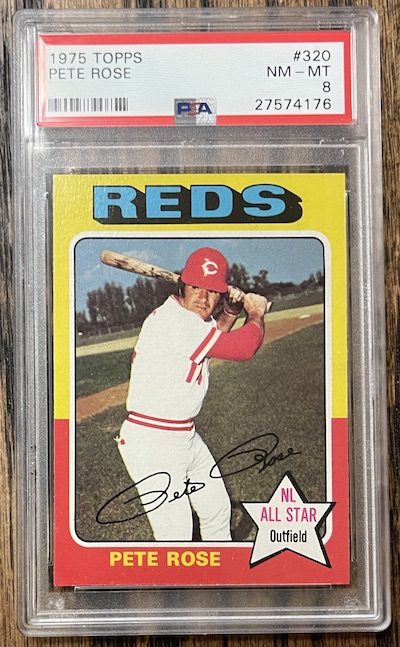 1975 TOPPS #320
PETE ROSE NM-MT
8
PSA 27574176
REDS
C
Pete Rose
NL
ALL STAR
Outfield
PETE ROSE